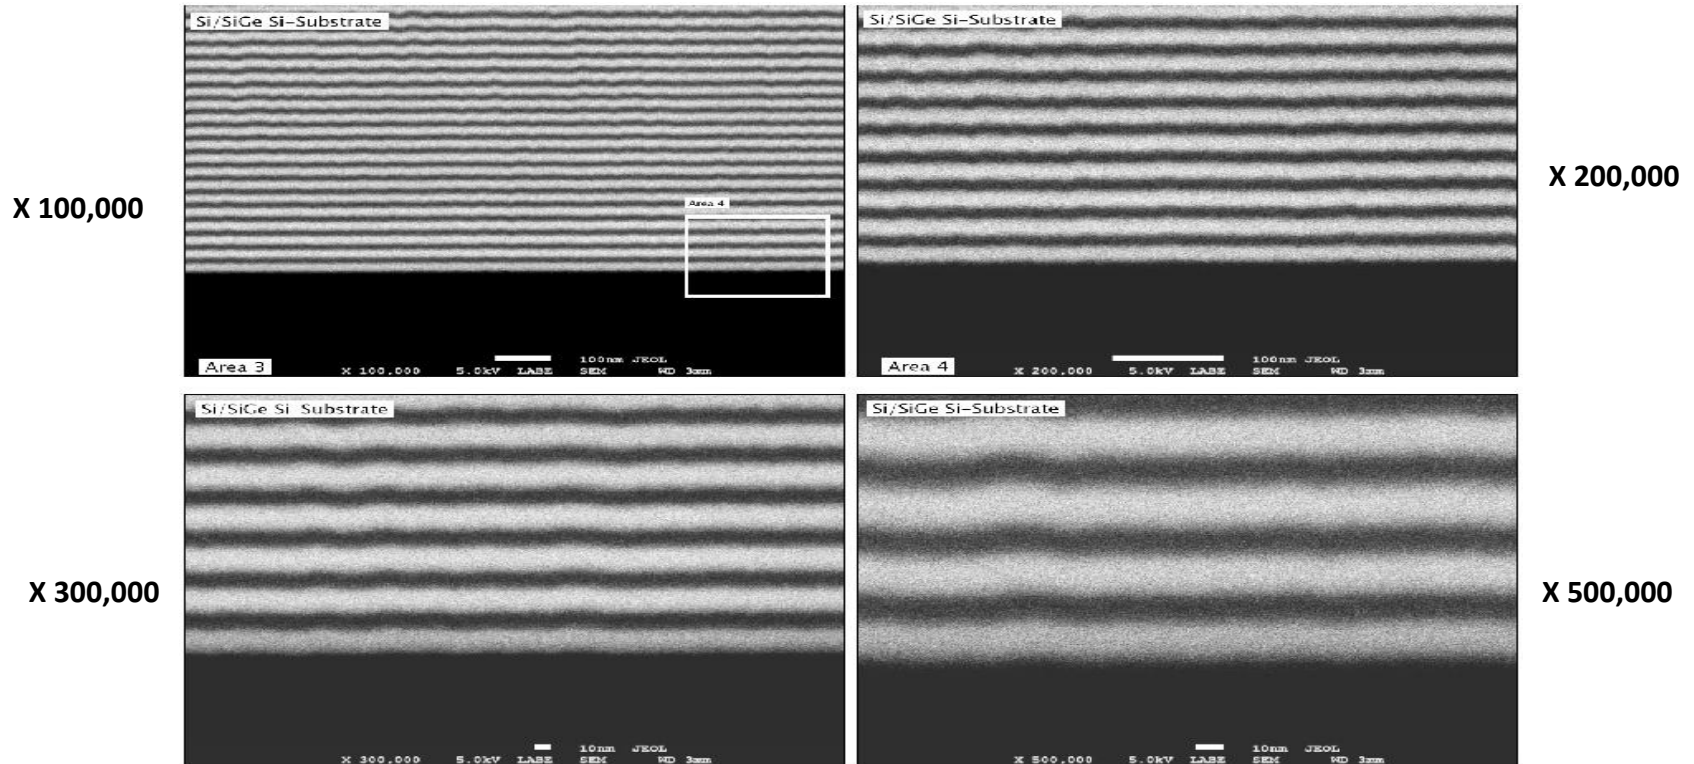 X 100,000
Si/SiGe Si-Substrate
Area 4
Area 3
100nm JEOL
X 100,000 5.0kV LABE SEM WD 3mm
Si/SiGe Si-Substrate
Area 4
100nm JEOL
X 200,000 5.0kV LABE SEM WD 3mm
X 200,000
X 300,000
Si/SiGe Si-Substrate
10nm JEOL
X 300,000 5.0kV LABE SEM WD 3mm
Si/SiGe Si-Substrate
10nm JEOL
X 500,000 5.0kV LABE SEM WD 3mm
X 500,000